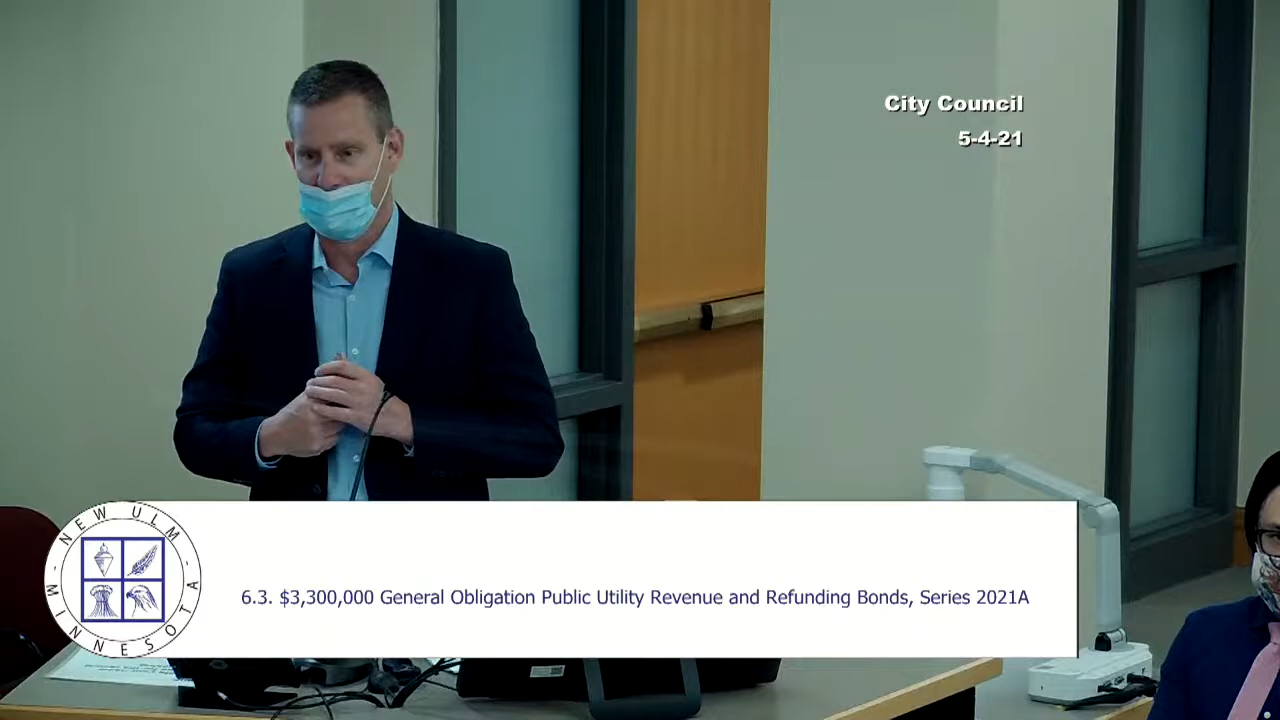 City Council
5-4-21
NEW ULM
MINNESOTA
6.3. $3,300,000 General Obligation Public Utility Revenue and Refunding Bonds, Series 2021A